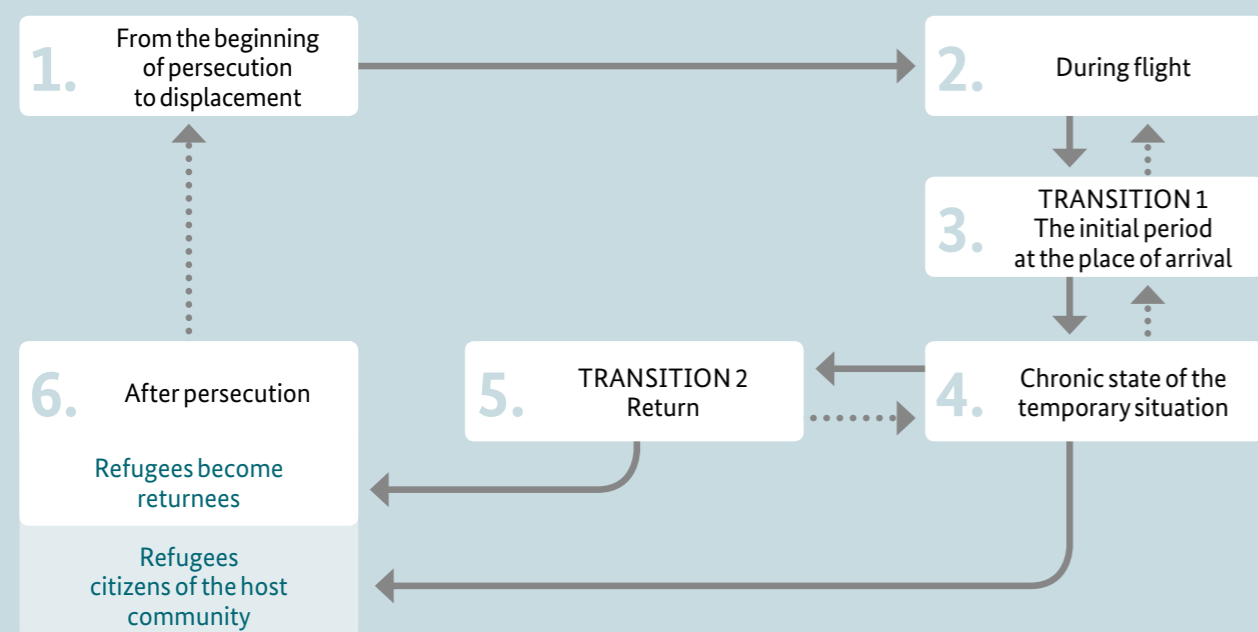 1.
From the beginning
of persecution
to displacement
2.
During flight
3.
TRANSITION 1
The initial period
at the place of arrival
4.
Chronic state of the
temporary situation
5.
TRANSITION 2
Return
6.
After persecution
Refugees become
returnees
Refugees
citizens of the host
community